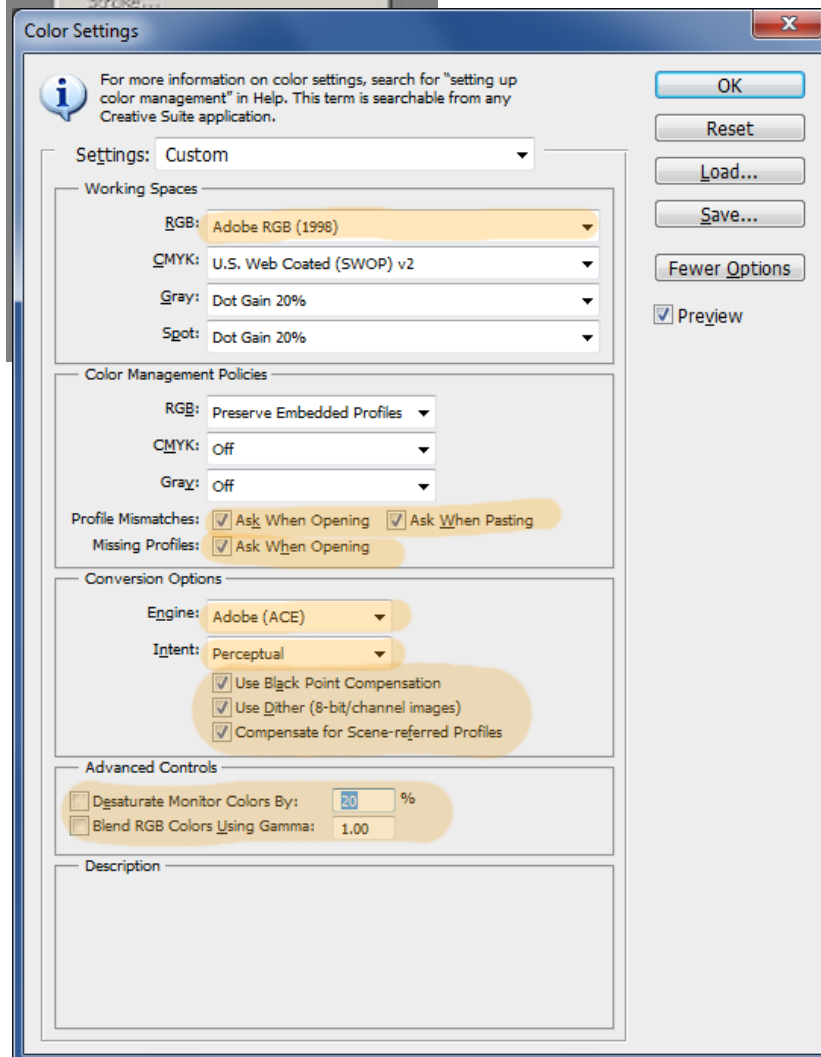 Stroke...
Color Settings
For more information on color settings, search for "setting up
color management" in Help. This term is searchable from any
Creative Suite application.
OK
Reset
Load...
Save...
Fewer Options
Preview
Settings: Custom
Working Spaces
RGB: Adobe RGB (1998)
CMYK: U.S. Web Coated (SWOP) v2
Gray: Dot Gain 20%
Spot: Dot Gain 20%
Color Management Policies
RGB: Preserve Embedded Profiles
CMYK: Off
Gray: Off
Profile Mismatches: Ask When Opening Ask When Pasting
Missing Profiles: Ask When Opening
Conversion Options
Engine: Adobe (ACE)
Intent: Perceptual
Use Black Point Compensation
Use Dither (8-bit/channel images)
Compensate for Scene-referred Profiles
Advanced Controls
Desaturate Monitor Colors By: 20 %
Blend RGB Colors Using Gamma: 1.00
Description